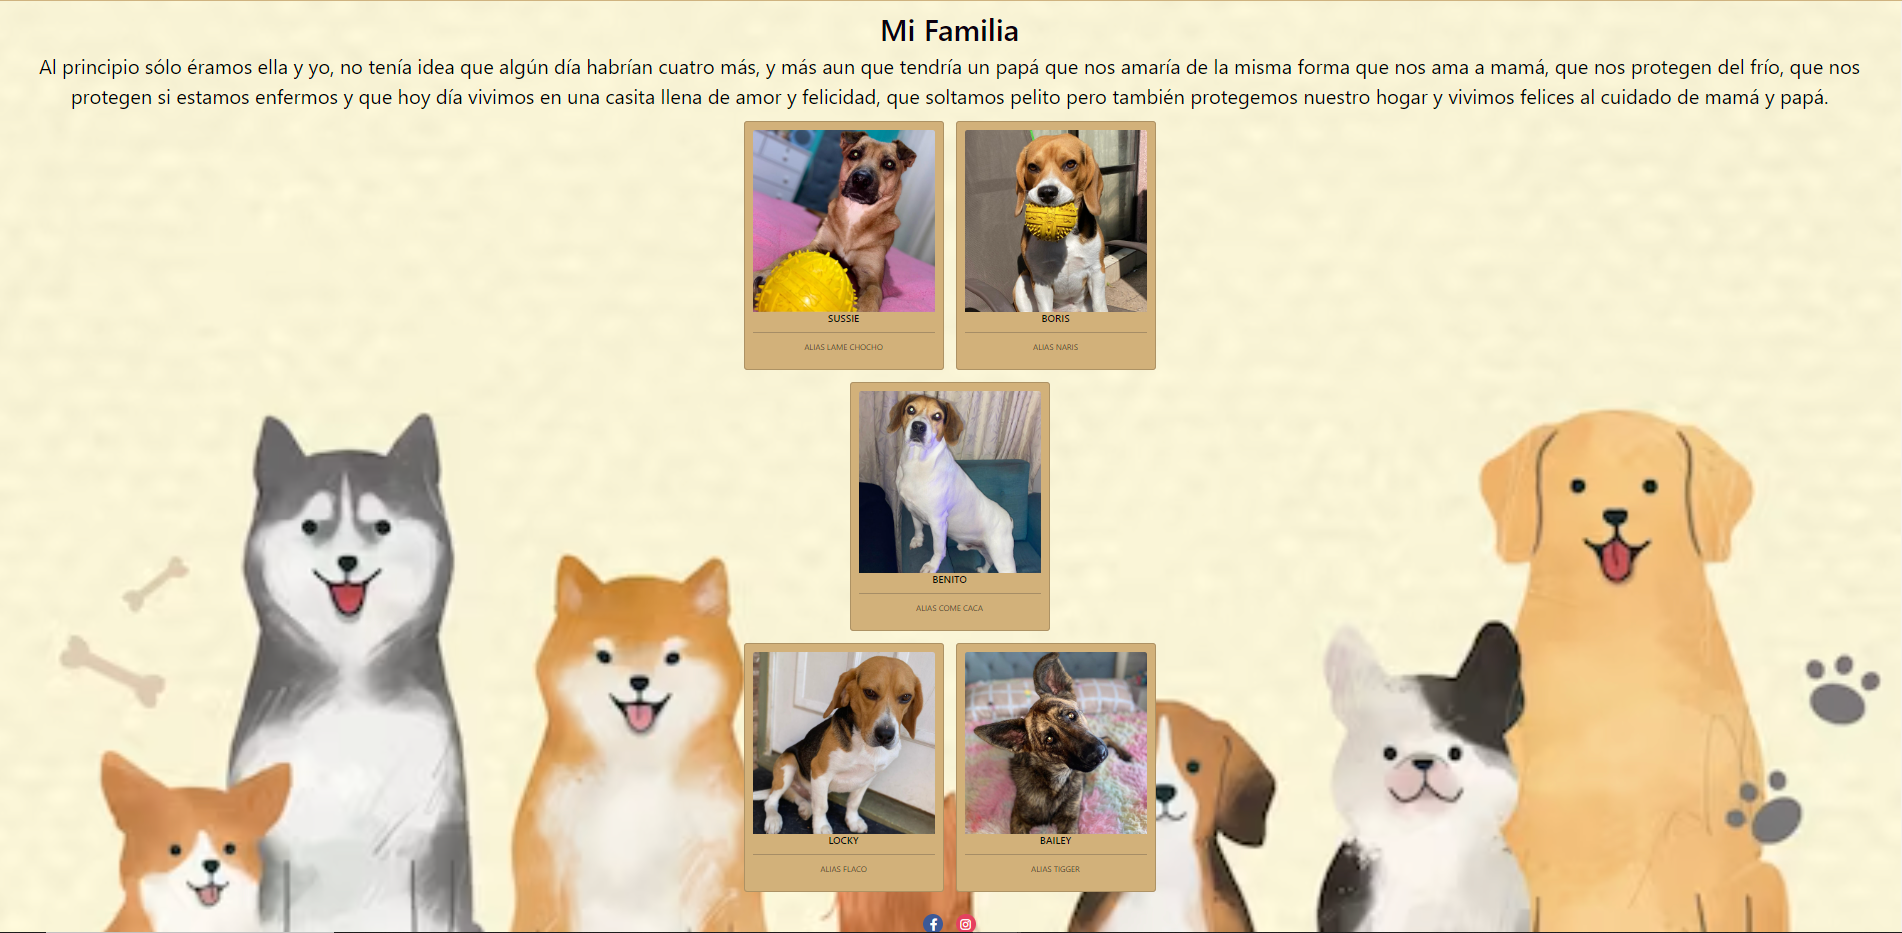 Mi Familia
Al principio sólo éramos ella y yo, no tenía idea que algún día habrían cuatro más, y más aun que tendría un papá que nos amaría de la misma forma que nos ama a mamá, que nos protegen del frío, que nos
protegen si estamos enfermos y que hoy día vivimos en una casita llena de amor y felicidad, que soltamos pelito pero también protegemos nuestro hogar y vivimos felices al cuidado de mamá y papá.
SUSSIE
ALIAS LAME CHOCHO
BORIS
ALIAS NARIS
BENITO
ALIAS COME CACA
LOCKY
ALIAS FLACO
BAILEY
ALIAS TIGGER